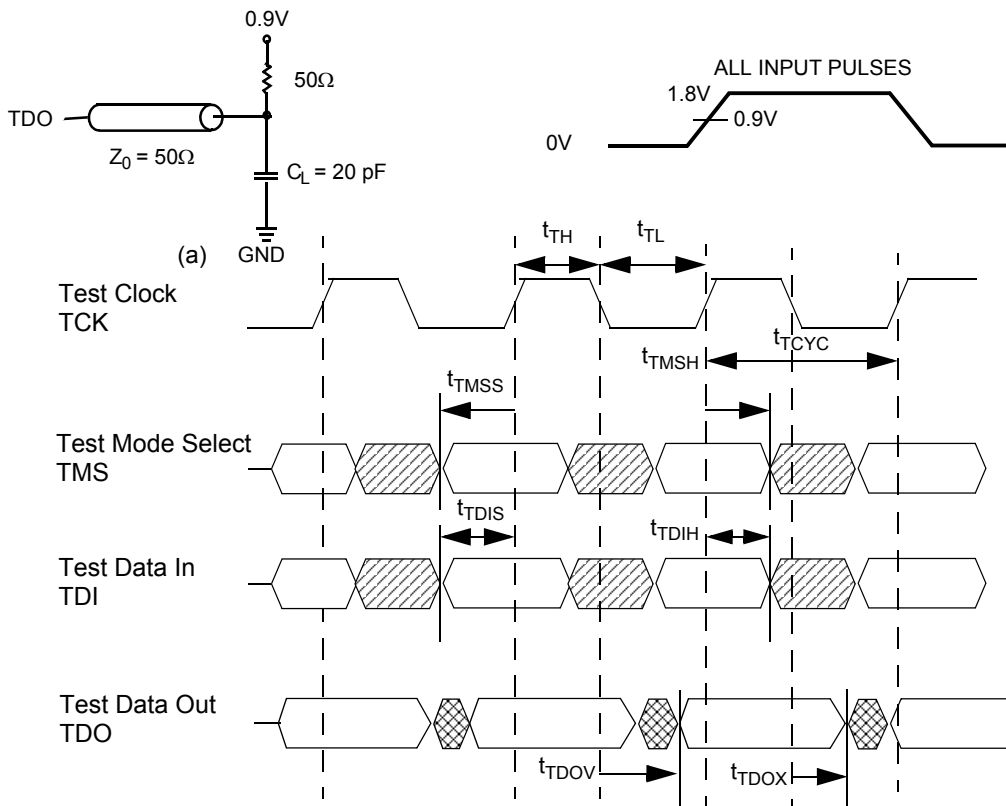 0.9V
50Ω
TDO
Z0 = 50Ω
CL = 20 pF
(a)
GND
ALL INPUT PULSES
1.8V
0.9V
0V
tTH
tTL
Test Clock
TCK
tTCYC
tTMSH
tTMSS
Test Mode Select
TMS
tTDIS
tTDIH
Test Data In
TDI
Test Data Out
TDO
tTDOV
tTDOX